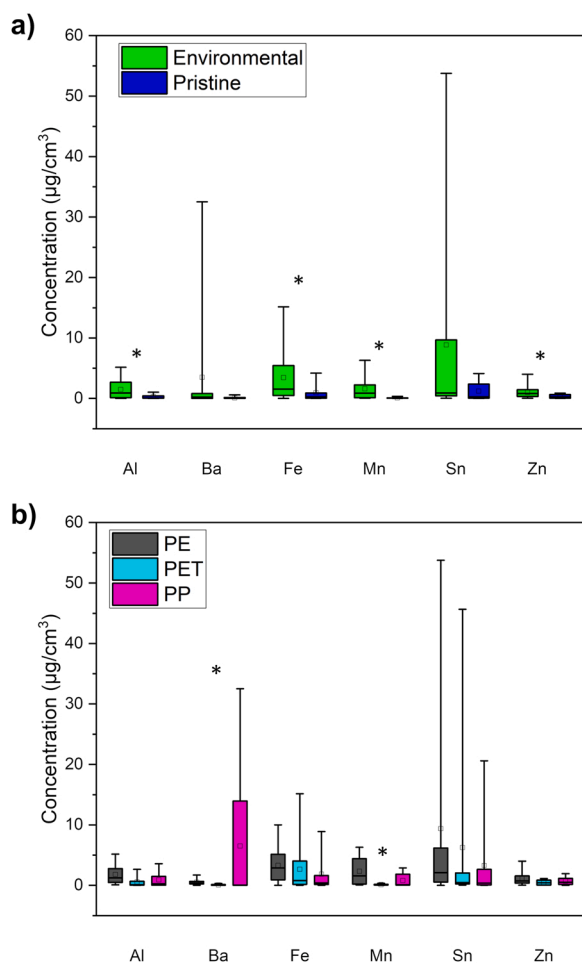 a)
60
50
40
30
20
10
0
Concentration (µg/cm³)
Environmental
Pristine
*
*
*
*
Al Ba Fe Mn Sn Zn
b)
60
50
40
30
20
10
0
Concentration (µg/cm³)
PE
PET
PP
*
*
Al Ba Fe Mn Sn Zn